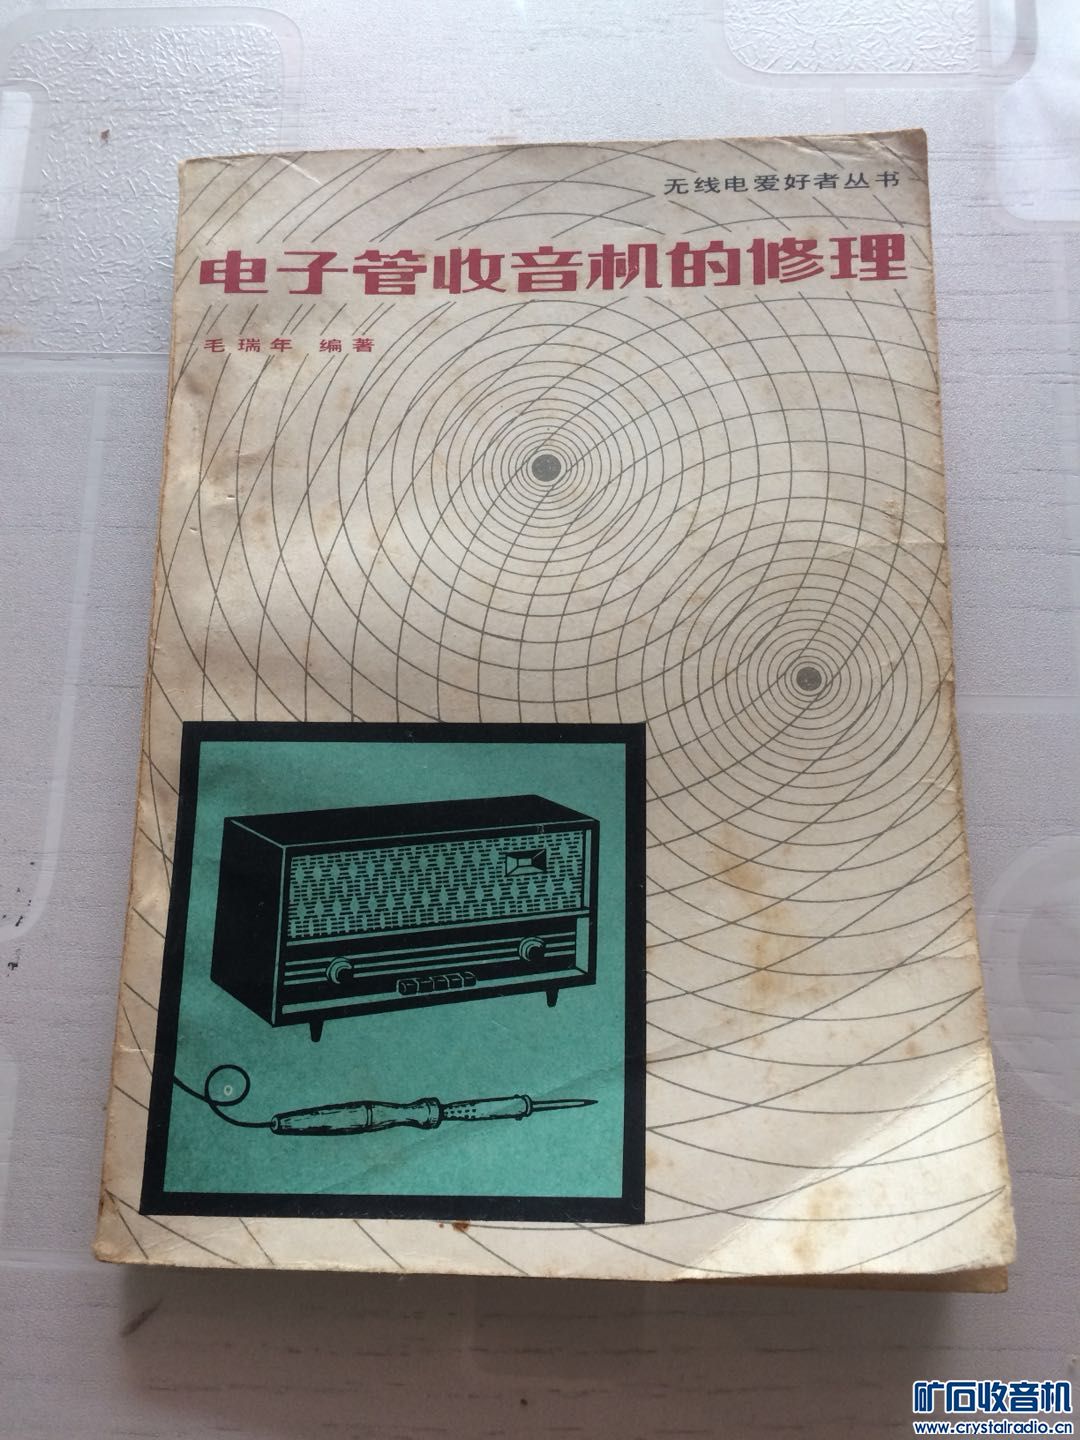 无线电爱好者丛书
电子管收音机的修理
毛瑞年 编著
矿石收音机
www.crystalradio.cn